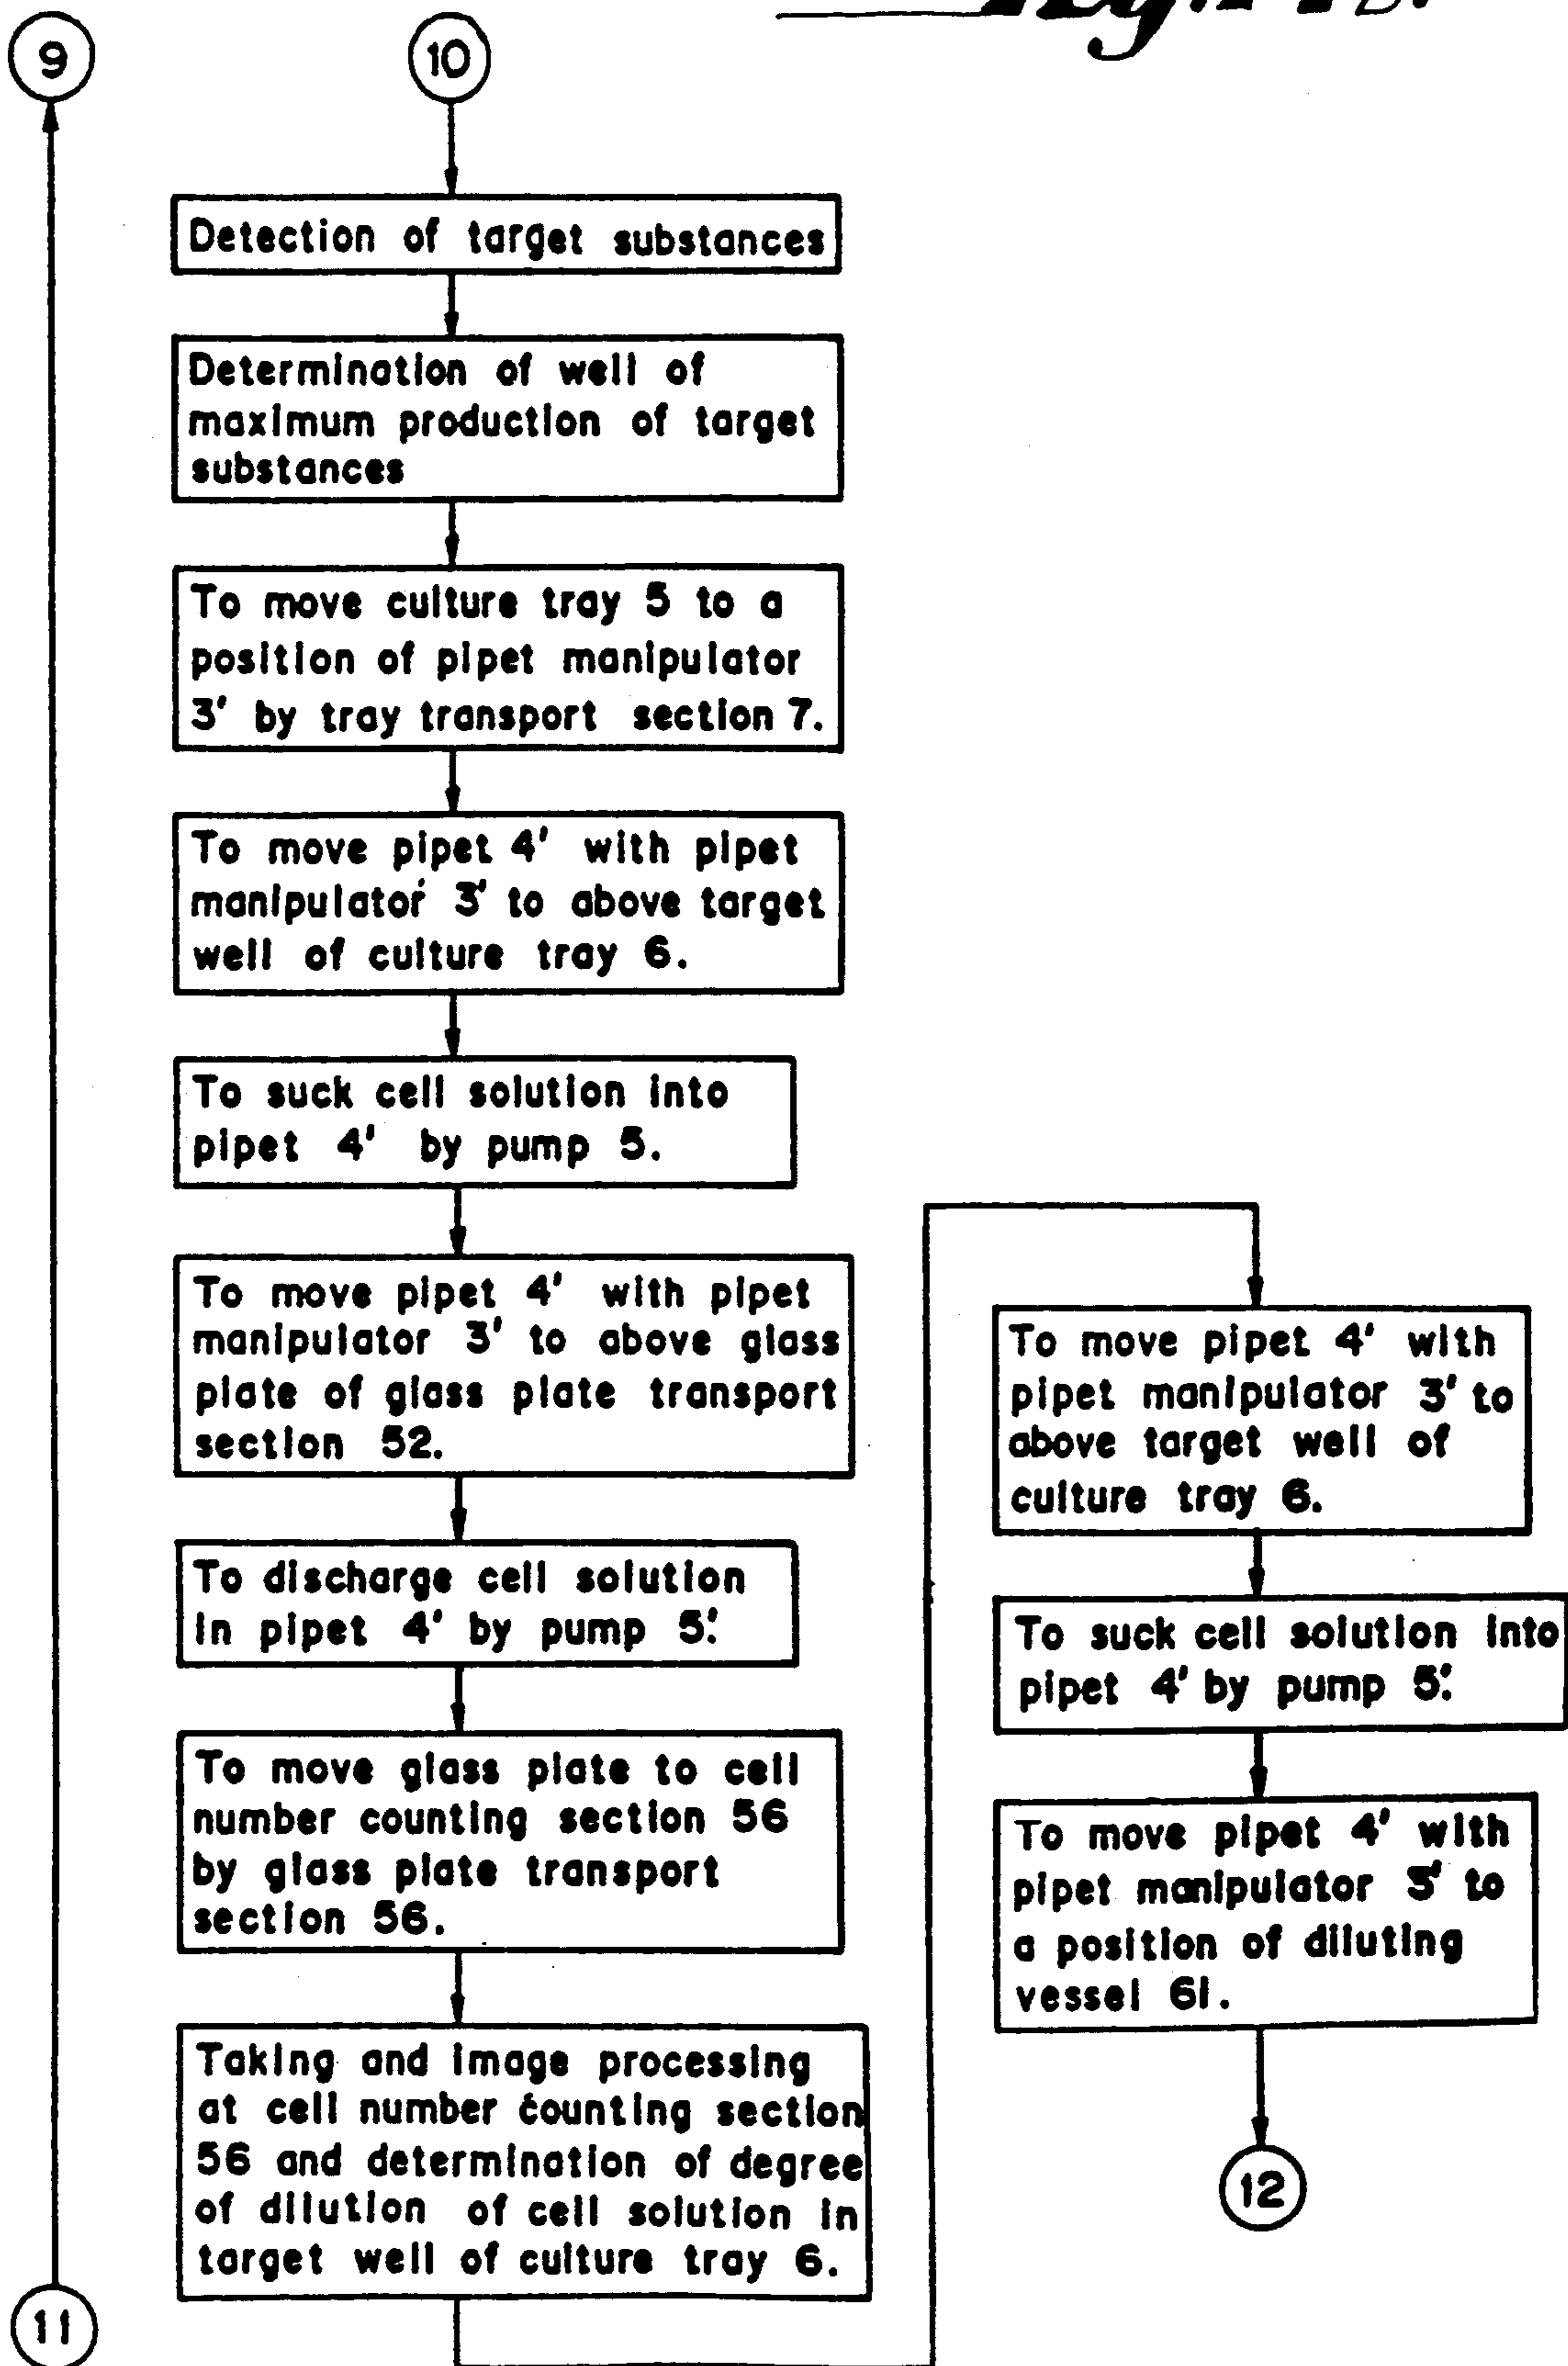 9
10
Detection of target substances
Determination of well of
maximum production of target
substances
To move culture tray 5 to a
position of pipet manipulator
3' by tray transport section 7.
To move pipet 4' with pipet
manipulator 3' to above target
well of culture tray 6.
To suck cell solution into
pipet 4' by pump 5.
To move pipet 4' with pipet
manipulator 3' to above glass
plate of glass plate transport
section 52.
To discharge cell solution
in pipet 4' by pump 5'.
To move glass plate to cell
number counting section 56
by glass plate transport
section 56.
Taking and image processing
at cell number counting section
56 and determination of degree
of dilution of cell solution in
target well of culture tray 6.
11
To move pipet 4' with
pipet manipulator 3' to
above target well of
culture tray 6.
To suck cell solution into
pipet 4' by pump 5'.
To move pipet 4' with
pipet manipulator 3' to
a position of diluting
vessel 61.
12